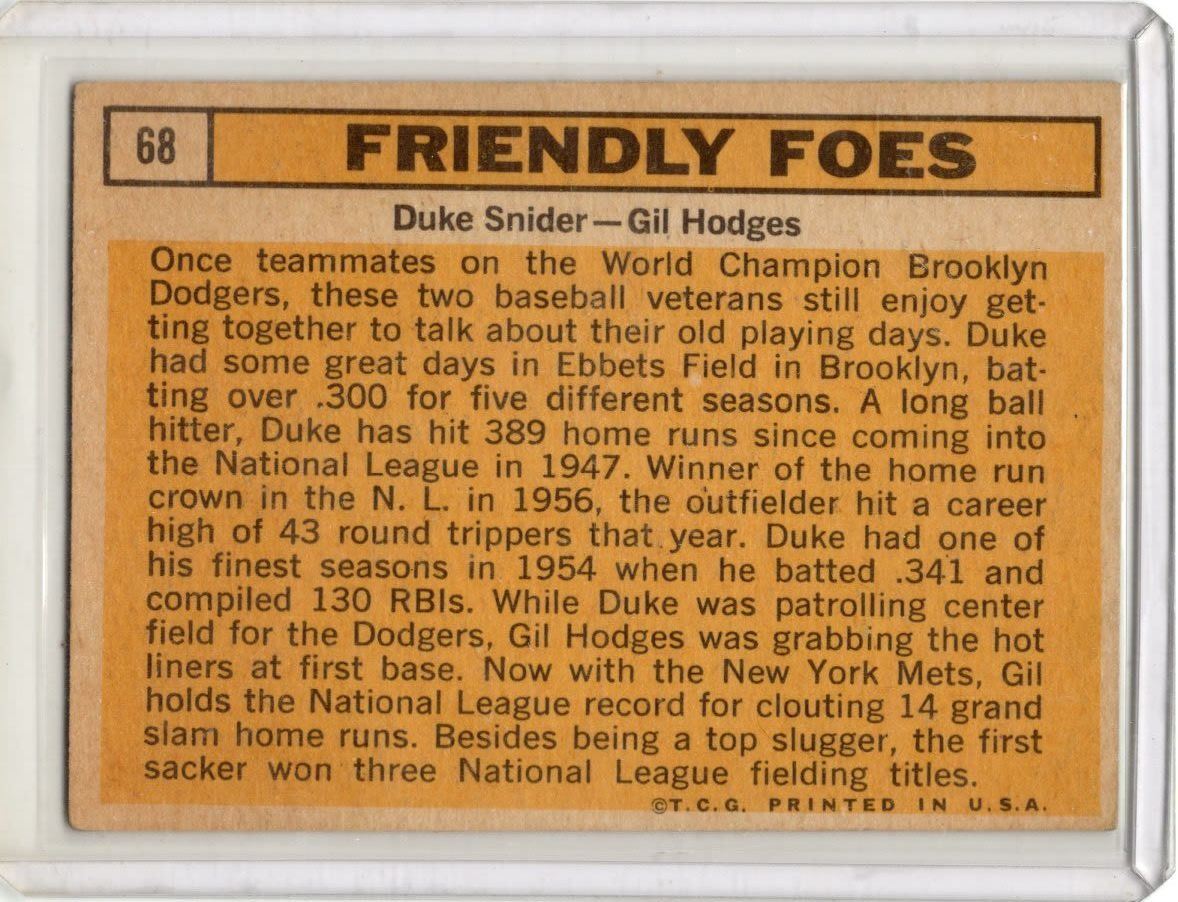 68
FRIENDLY FOES
Duke Snider—Gil Hodges
Once teammates on the World Champion Brooklyn
Dodgers, these two baseball veterans still enjoy get-
ting together to talk about their old playing days. Duke
had some great days in Ebbets Field in Brooklyn, bat-
ting over .300 for five different seasons. A long ball
hitter, Duke has hit 389 home runs since coming into
the National League in 1947. Winner of the home run
crown in the N. L. in 1956, the outfielder hit a career
high of 43 round trippers that year. Duke had one of
his finest seasons in 1954 when he batted .341 and
compiled 130 RBIs. While Duke was patrolling center
field for the Dodgers, Gil Hodges was grabbing the hot
liners at first base. Now with the New York Mets, Gil
holds the National League record for clouting 14 grand
slam home runs. Besides being a top slugger, the first
sacker won three National League fielding titles.
©T.C.G. PRINTED IN U.S.A.